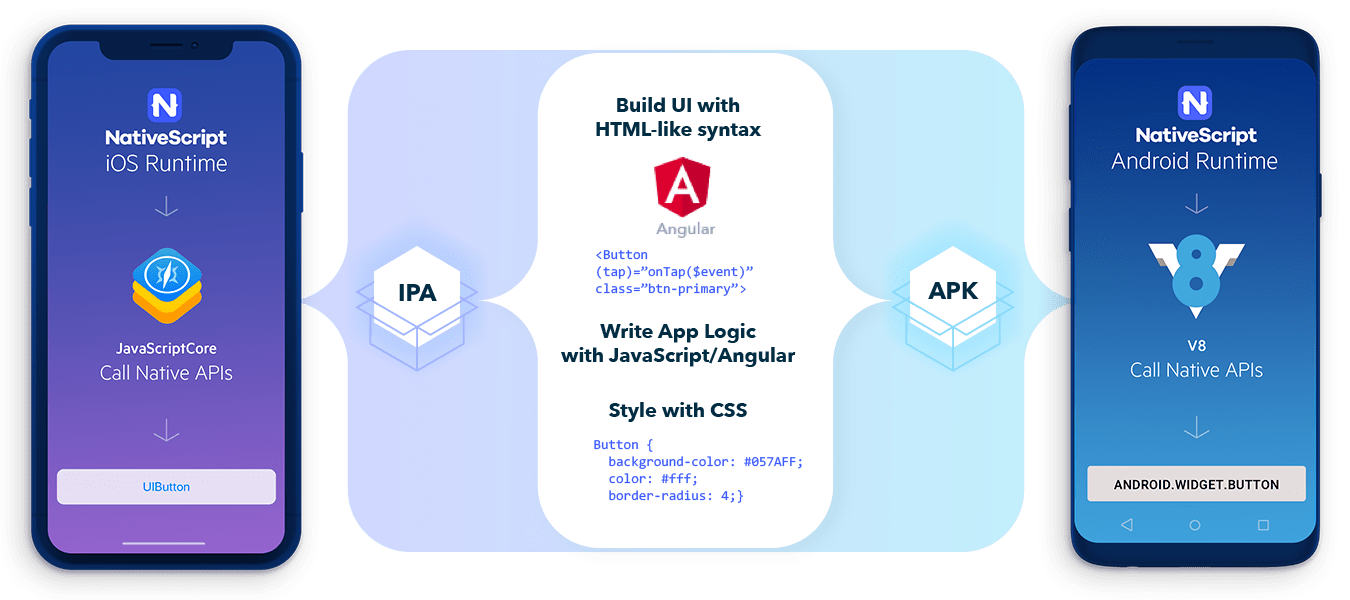 NativeScript
iOS Runtime
JavaScriptCore
Call Native APIs
UIButton
IPA
Build UI with
HTML-like syntax
Angular
<Button
(tap)=”onTap($event)”
class=”btn-primary”>
Write App Logic
with JavaScript/Angular
Style with CSS
Button {
background-color: #057AFF;
color: #fff;
border-radius: 4;}
APK
NativeScript
Android Runtime
V8
Call Native APIs
ANDROID.WIDGET.BUTTON